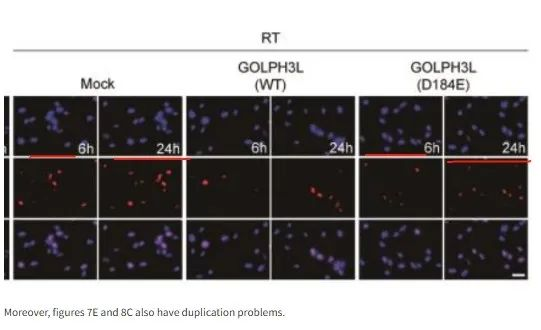 RT
Mock
GOLPH3L
(WT)
GOLPH3L
(D184E)
6h
24h
6h
24h
6h
24h
Moreover, figures 7E and 8C also have duplication problems.